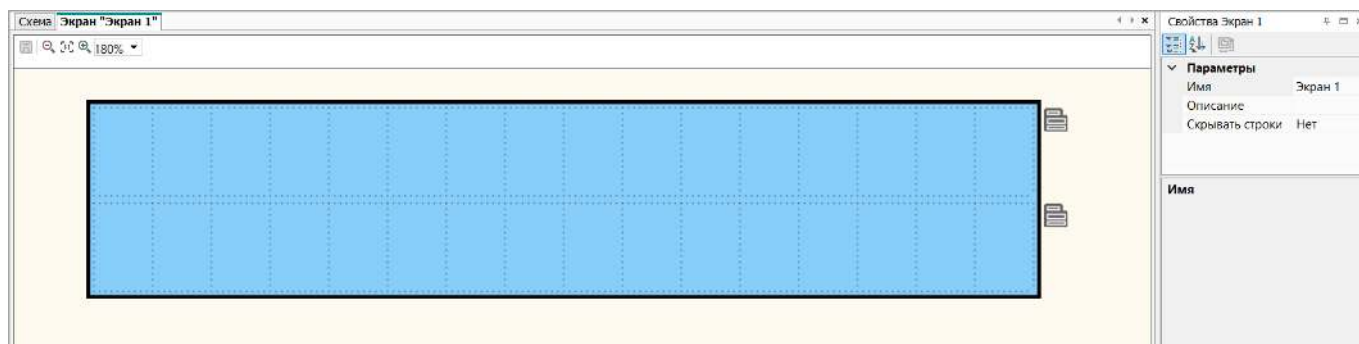 Схема Экран "Экран 1"
Свойства Экран 1
180%
Параметры
Имя Экран 1
Описание
Скрывать строки Нет
Имя